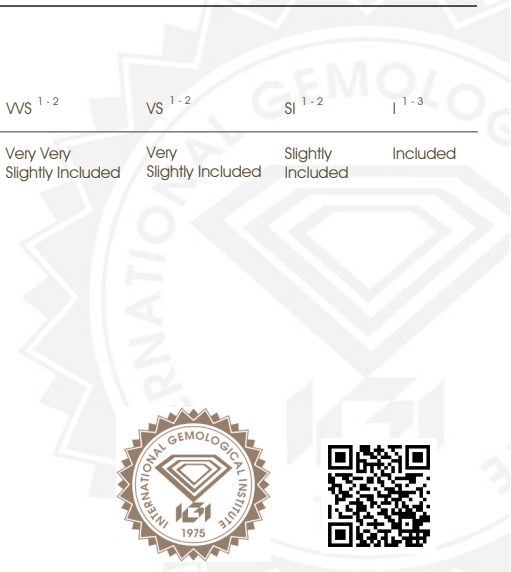 VVS 1 - 2 VS 1 - 2 SI 1 - 2 I 1 - 3
Very Very Very Slightly Included
Slightly Included Slightly Included Included
INTERNATIONAL GEMOLOGICAL INSTITUTE
IGI
1975